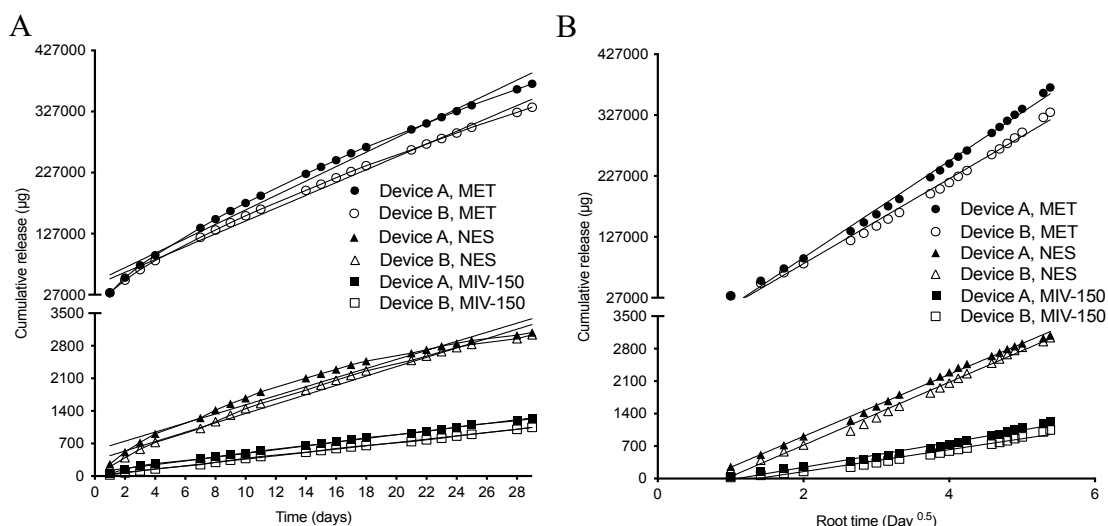 A
427000
327000
227000
127000
27000
3500
2800
2100
1400
700
0
0 2 4 6 8 10 12 14 16 18 20 22 24 26 28
Cumulative release (µg)
Time (days)
Device A, MET
Device B, MET
Device A, NES
Device B, NES
Device A, MIV-150
Device B, MIV-150
B
427000
327000
227000
127000
27000
3500
2800
2100
1400
700
0
0 2 4 6
Cumulative release (µg)
Root time (Day 0.5)
Device A, MET
Device B, MET
Device A, NES
Device B, NES
Device A, MIV-150
Device B, MIV-150